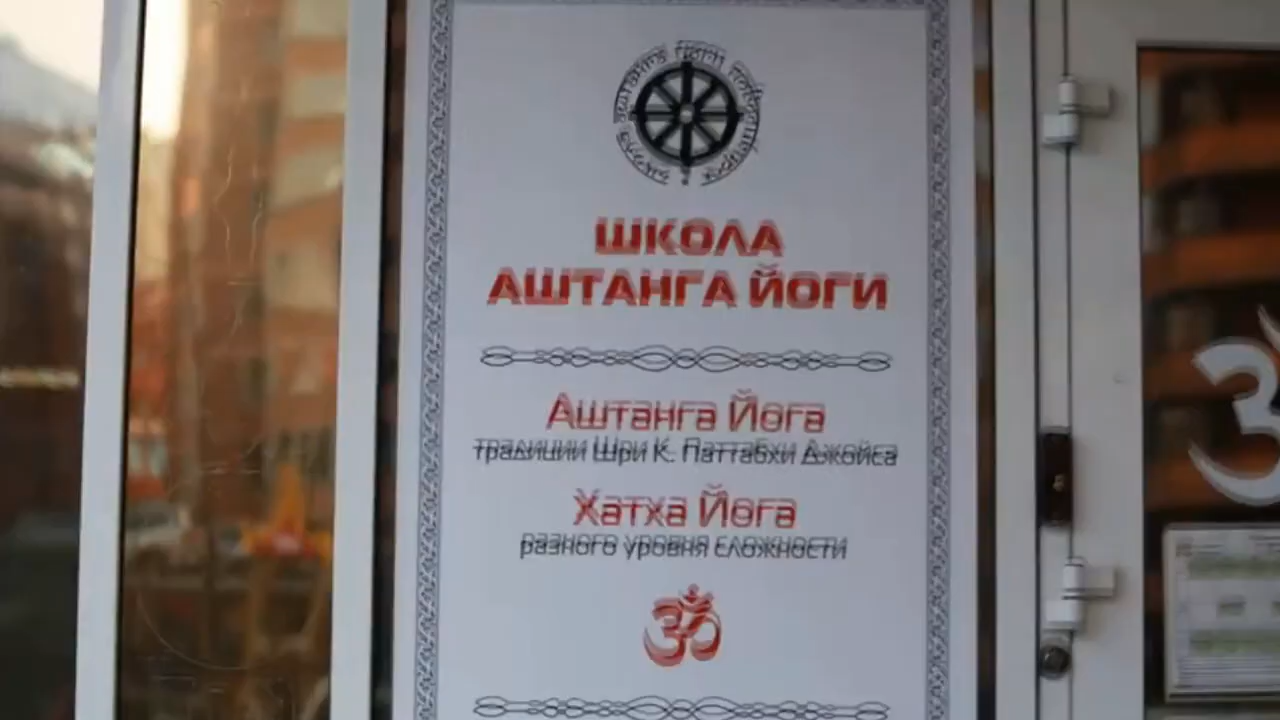 ШКОЛА
АШТАНГА ЙОГИ
Аштанга Йога
традиции Шри К. Паттабхи Джойса
Хатха Йога
разного уровня сложности
ॐ